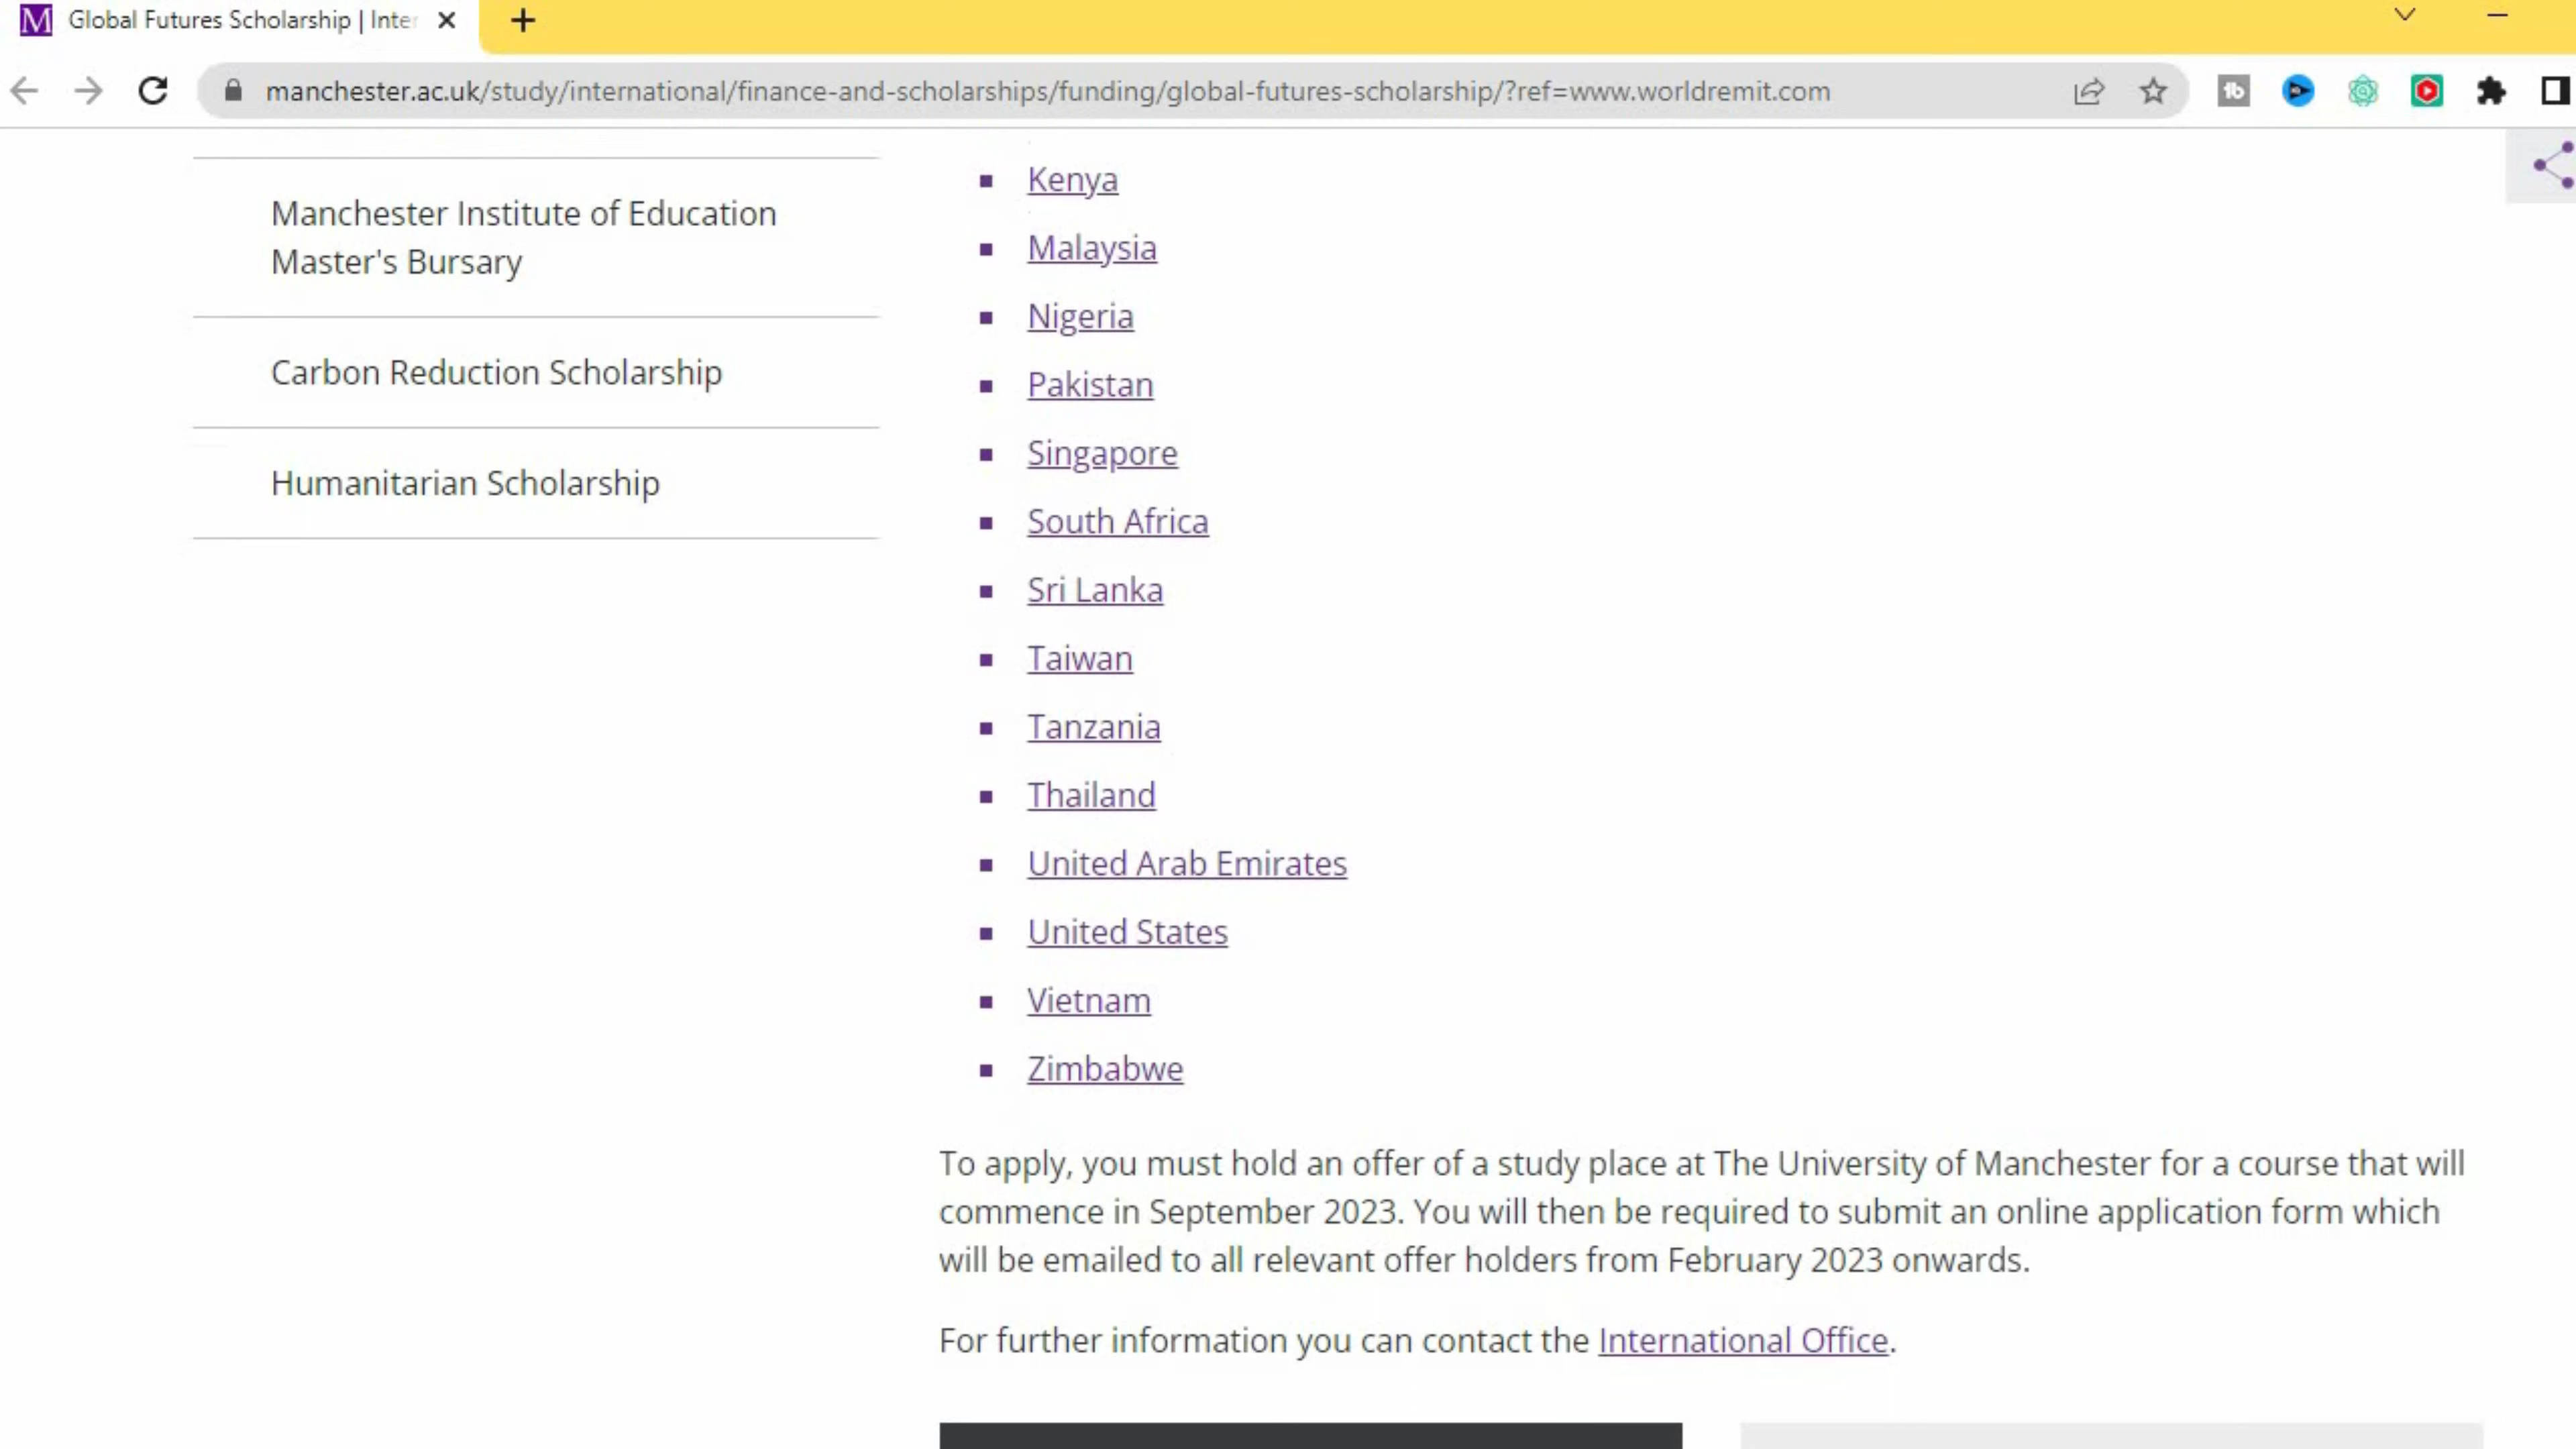 M Global Futures Scholarship | Inter
manchester.ac.uk/study/international/finance-and-scholarships/funding/global-futures-scholarship/?ref=www.worldremit.com
Manchester Institute of Education
Master's Bursary
Carbon Reduction Scholarship
Humanitarian Scholarship
Kenya
Malaysia
Nigeria
Pakistan
Singapore
South Africa
Sri Lanka
Taiwan
Tanzania
Thailand
United Arab Emirates
United States
Vietnam
Zimbabwe
To apply, you must hold an offer of a study place at The University of Manchester for a course that will
commence in September 2023. You will then be required to submit an online application form which
will be emailed to all relevant offer holders from February 2023 onwards.
For further information you can contact the International Office.